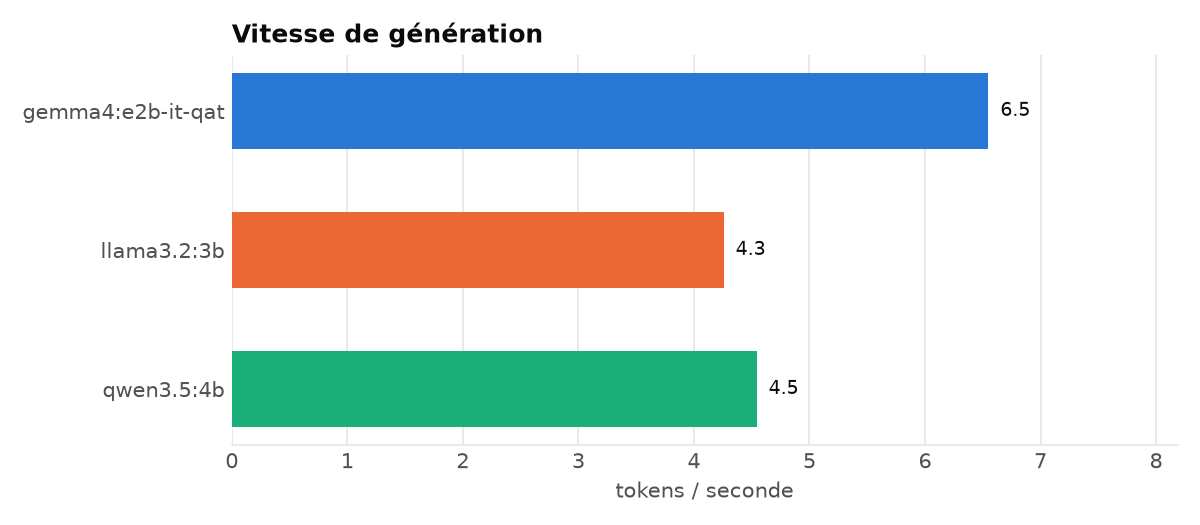 Vitesse de génération
gemma4:e2b-it-qat
6.5
llama3.2:3b
4.3
qwen3.5:4b
4.5
0 1 2 3 4 5 6 7 8
tokens / seconde